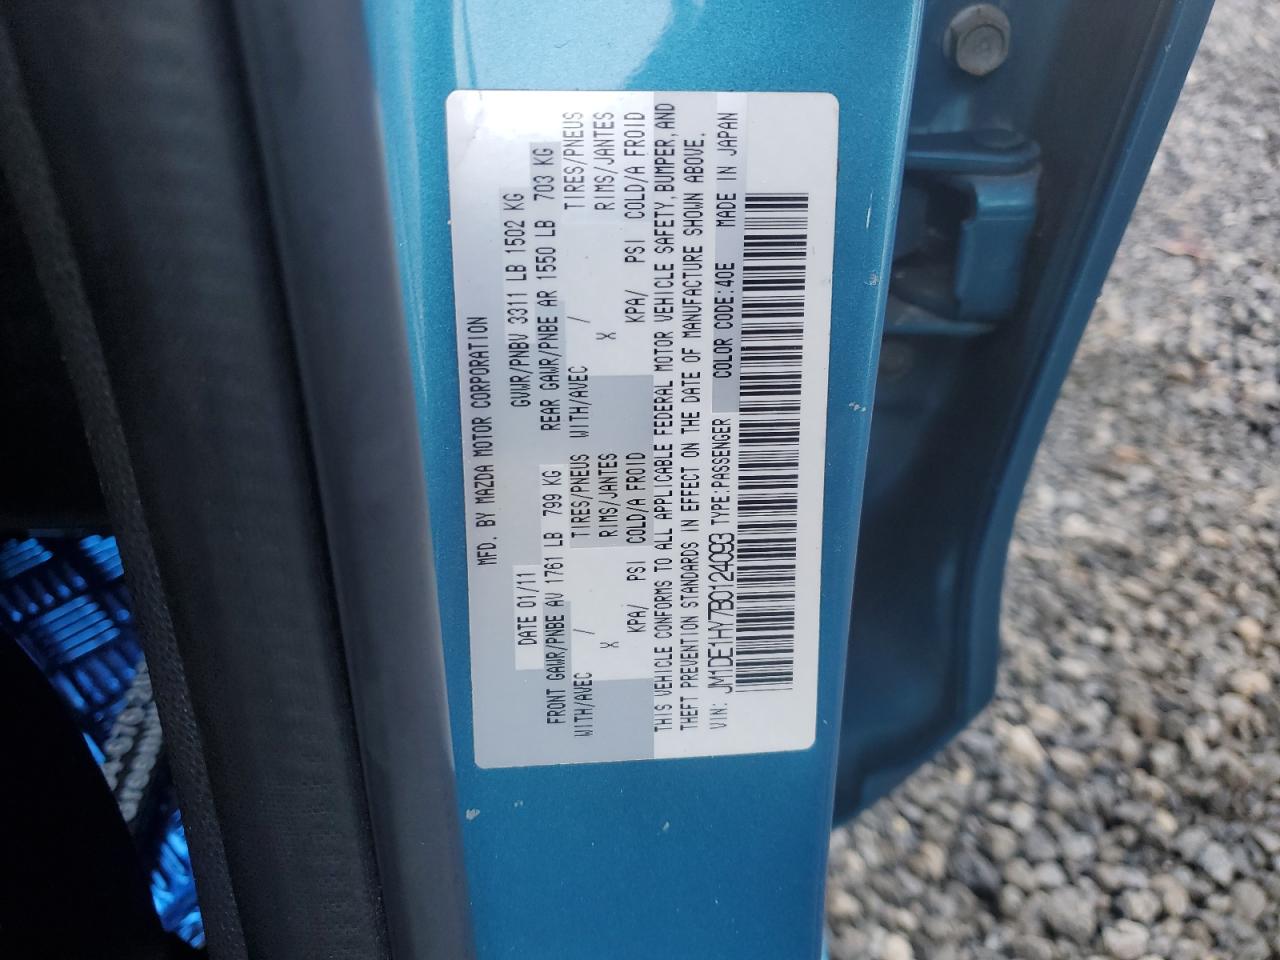 MFD. BY MAZDA MOTOR CORPORATION
DATE 01/11 GVWR/PNBV 3311 LB 1502 KG
FRONT GAWR/PNBE AV 1761 LB 799 KG REAR GAWR/PNBE AR 1550 LB 703 KG
WITH/AVEC TIRES/PNEUS WITH/AVEC TIRES/PNEUS
X / RIMS/JANTES X / RIMS/JANTES
KPA/ PSI COLD/A FROID KPA/ PSI COLD/A FROID
THIS VEHICLE CONFORMS TO ALL APPLICABLE FEDERAL MOTOR VEHICLE SAFETY, BUMPER, AND
THEFT PREVENTION STANDARDS IN EFFECT ON THE DATE OF MANUFACTURE SHOWN ABOVE.
VIN: JM1DE1HY7B0124093 TYPE:PASSENGER COLOR CODE:40E MADE IN JAPAN